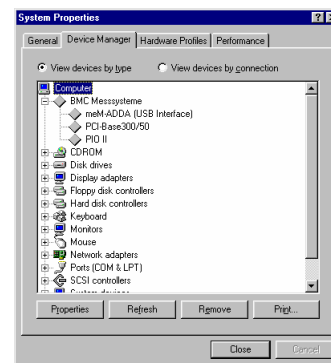 System Properties
General Device Manager Hardware Profiles Performance
View devices by type View devices by connection
Computer
BMC Messsysteme
meM-ADDA (USB Interface)
PCI-Base300/50
PIO II
CDROM
Disk drives
Display adapters
Floppy disk controllers
Hard disk controllers
Keyboard
Monitors
Mouse
Network adapters
Ports (COM & LPT)
SCSI controllers
System devices
Properties Refresh Remove Print...
Close Cancel